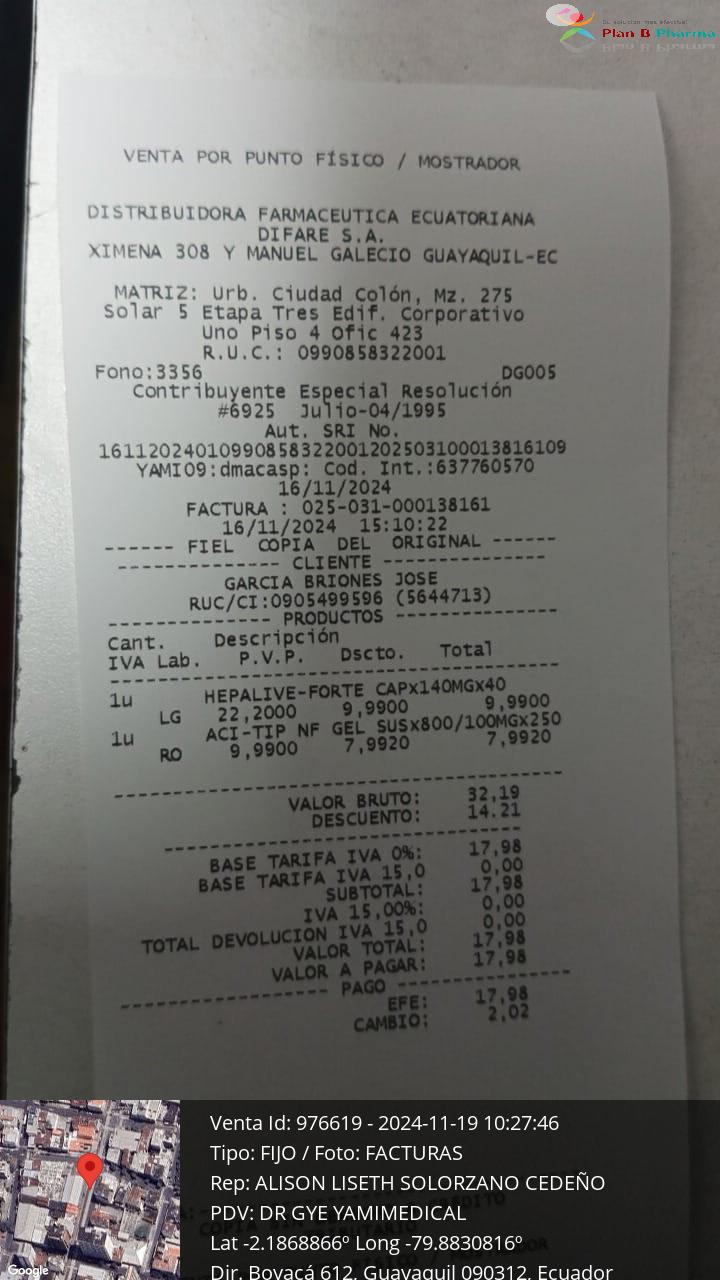 Su solucion mas efectiva!
Plan B Pharma
VENTA POR PUNTO FÍSICO / MOSTRADOR
DISTRIBUIDORA FARMACEUTICA ECUATORIANA
DIFARE S.A.
XIMENA 308 Y MANUEL GALECIO GUAYAQUIL-EC
MATRIZ: Urb. Ciudad Colón, Mz. 275
Solar 5 Etapa Tres Edif. Corporativo
Uno Piso 4 Ofic 423
R.U.C.: 0990858322001
Fono:3356 DG005
Contribuyente Especial Resolución
#6925 Julio-04/1995
Aut. SRI No.
1611202401099085832200120250310001381610​9
YAMI09:dmacasp: Cod. Int.:637760570
16/11/2024
FACTURA : 025-031-000138161
16/11/2024 15:10:22
------ FIEL COPIA DEL ORIGINAL ------
-------------- CLIENTE --------------
GARCIA BRIONES JOSE
RUC/CI:0905499596 (5644713)
-------------- PRODUCTOS --------------
Cant. Descripción
IVA Lab. P.V.P. Dscto. Total
1u HEPALIVE-FORTE CAPx140MGx40
LG 22,2000 9,9900 9,9900
1u ACI-TIP NF GEL SUSx800/100MGx250
RO 9,9900 7,9920 7,9920
VALOR BRUTO: 32,19
DESCUENTO: 14.21
BASE TARIFA IVA 0%: 17,98
BASE TARIFA IVA 15,0 0,00
SUBTOTAL: 17,98
IVA 15,00%: 0,00
TOTAL DEVOLUCION IVA 15,0 0,00
VALOR TOTAL: 17,98
VALOR A PAGAR: 17,98
----------------- PAGO --------------
EFE: 17,98
CAMBIO: 2,02
Venta Id: 976619 - 2024-11-19 10:27:46
Tipo: FIJO / Foto: FACTURAS
Rep: ALISON LISETH SOLORZANO CEDEÑO
PDV: DR GYE YAMIMEDICAL
Lat -2.1868866º Long -79.8830816º
Dir. Boyacá 612, Guayaquil 090312, Ecuador
Google